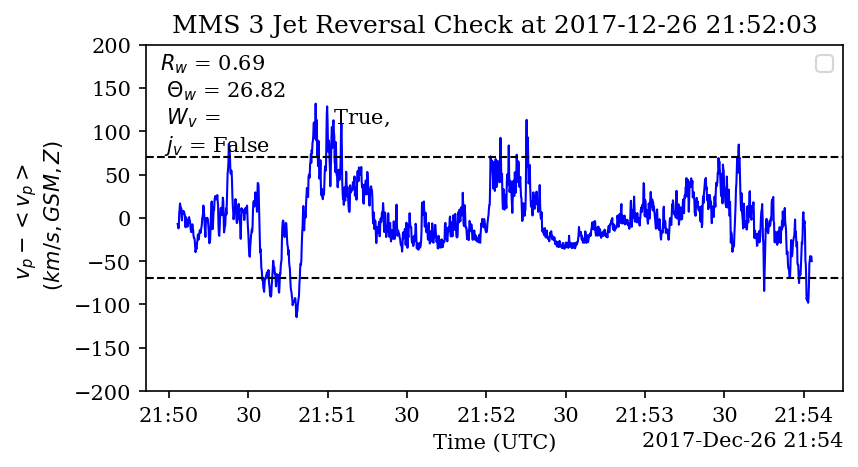 MMS 3 Jet Reversal Check at 2017-12-26 21:52:03
R_w = 0.69
Θ_w = 26.82
W_v = True,
j_v = False
200
150
100
50
0
−50
−100
−150
−200
v_p − <v_p>
(km/s, GSM, Z)
21:50 30 21:51 30 21:52 30 21:53 30 21:54
Time (UTC)
2017-Dec-26 21:54